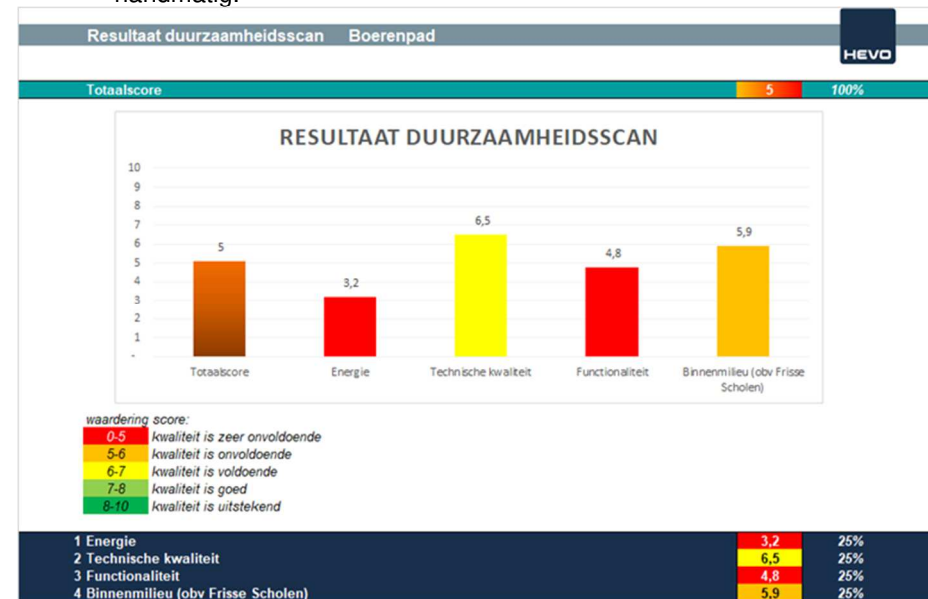 handmatig.
Resultaat duurzaamheidsscan Boerenpad
HEVO
Totaalscore 5 100%
RESULTAAT DUURZAAMHEIDSSCAN
10
9
8
7
6
5
4
3
2
1
-
5
3,2
6,5
4,8
5,9
Totaalscore
Energie
Technische kwaliteit
Functionaliteit
Binnenmilieu (obv Frisse
Scholen)
waardering score:
0-5 kwaliteit is zeer onvoldoende
5-6 kwaliteit is onvoldoende
6-7 kwaliteit is voldoende
7-8 kwaliteit is goed
8-10 kwaliteit is uitstekend
1 Energie 3,2 25%
2 Technische kwaliteit 6,5 25%
3 Functionaliteit 4,8 25%
4 Binnenmilieu (obv Frisse Scholen) 5,9 25%